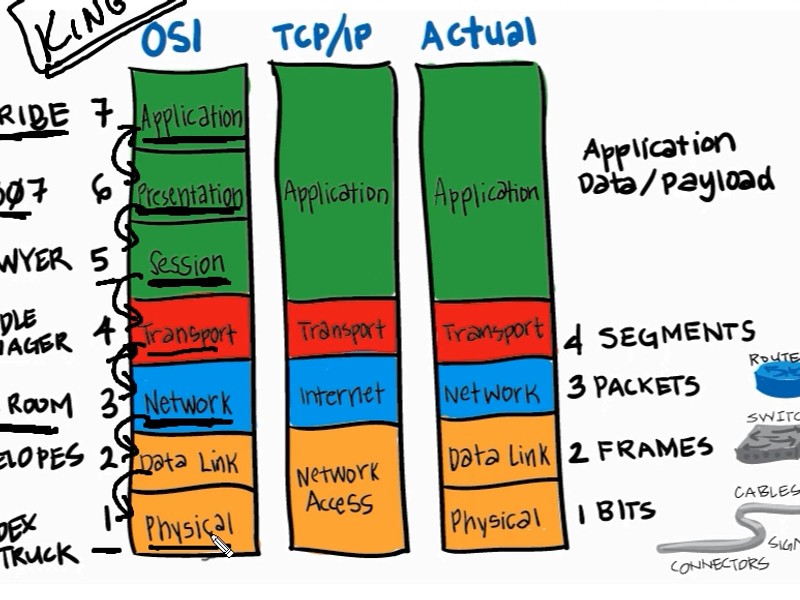 KING
OSI TCP/IP Actual
RIDE 7 Application
Presentation
Session
Transport
Network
Data Link
Physical
Application
Transport
Internet
Network
Access
Application
Transport
Network
Data Link
Physical
007 6
WYER 5
DLE
AGER 4
ROOM 3
ELOPES 2
DEX
TRUCK 1
Application
Data/Payload
4 SEGMENTS
3 PACKETS
2 FRAMES
1 BITS
ROUTE
SWITC
CABLES
SIGN
CONNECTORS